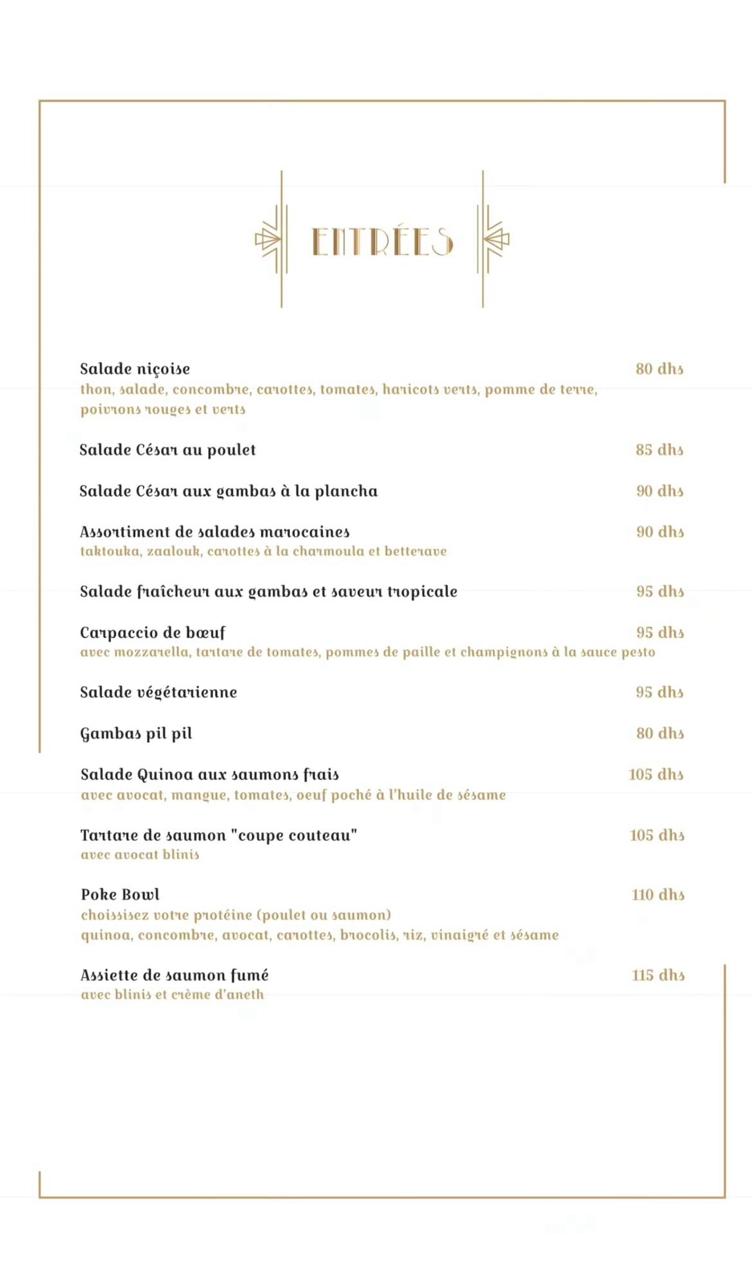 ENTRÉES
Salade niçoise 80 dhs
thon, salade, concombre, carottes, tomates, haricots verts, pomme de terre,
poivrons rouges et verts
Salade César au poulet 85 dhs
Salade César aux gambas à la plancha 90 dhs
Assortiment de salades marocaines 90 dhs
taktouka, zaalouk, carottes à la charmoula et betterave
Salade fraîcheur aux gambas et saveur tropicale 95 dhs
Carpaccio de bœuf 95 dhs
avec mozzarella, tartare de tomates, pommes de paille et champignons à la sauce pesto
Salade végétarienne 95 dhs
Gambas pil pil 80 dhs
Salade Quinoa aux saumons frais 105 dhs
avec avocat, mangue, tomates, oeuf poché à l'huile de sésame
Tartare de saumon "coupe couteau" 105 dhs
avec avocat blinis
Poke Bowl 110 dhs
choissisez votre protéine (poulet ou saumon)
quinoa, concombre, avocat, carottes, brocolis, riz, vinaigré et sésame
Assiette de saumon fumé 115 dhs
avec blinis et crème d'aneth